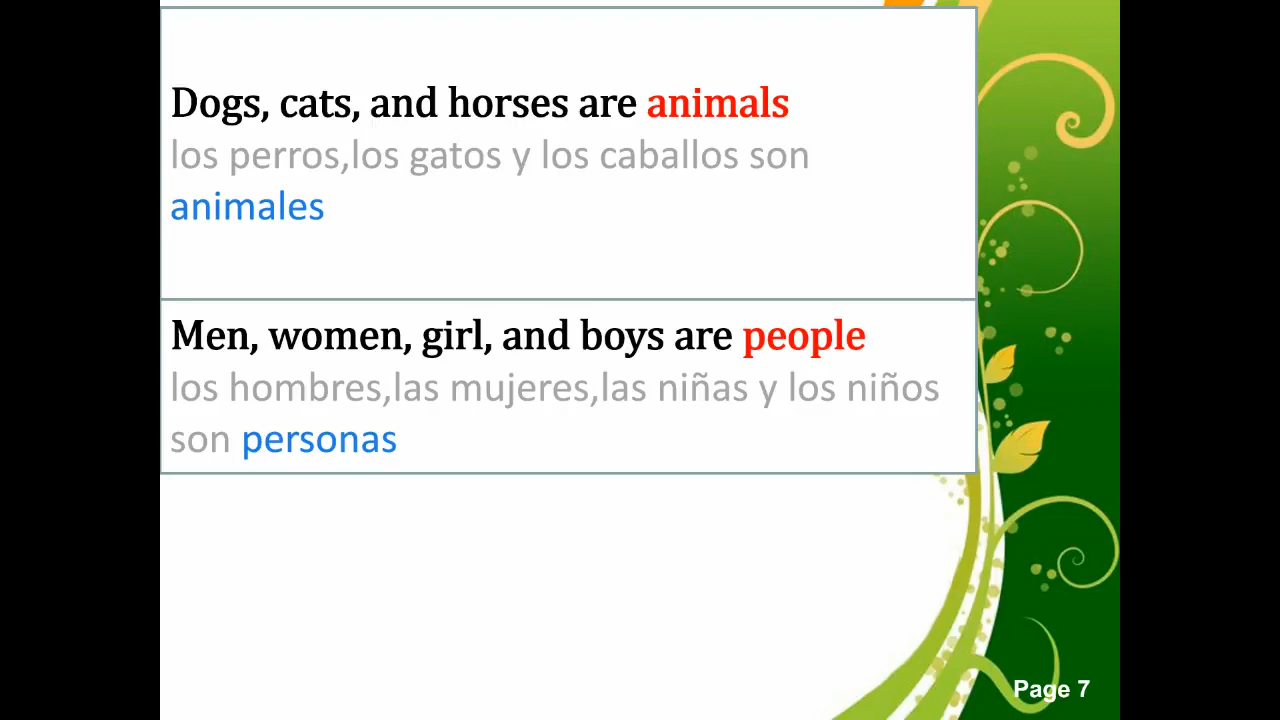 Dogs, cats, and horses are animals
los perros,los gatos y los caballos son
animales
Men, women, girl, and boys are people
los hombres,las mujeres,las niñas y los niños
son personas
Page 7